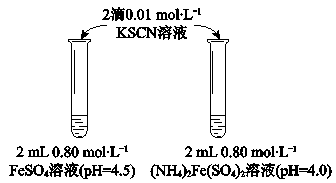 2滴0.01 mol·L⁻¹
KSCN溶液
2 mL 0.80 mol·L⁻¹
FeSO₄溶液(pH=4.5)
2 mL 0.80 mol·L⁻¹
(NH₄)₂Fe(SO₄)₂溶液(pH=4.0)